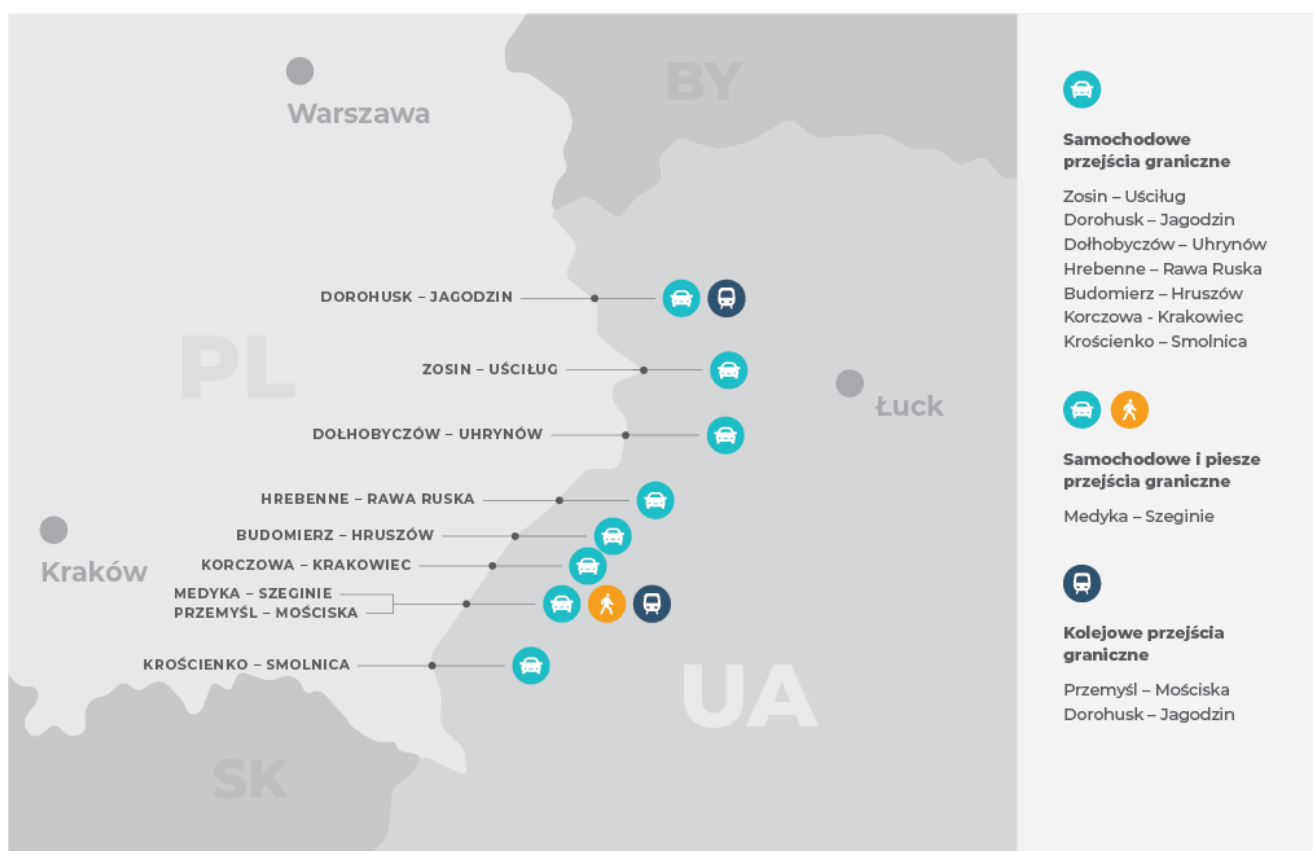 BY
Warszawa
DOROHUSK – JAGODZIN
PL
ZOSIN – UŚCIŁUG
Łuck
DOŁHOBYCZÓW – UHRYNÓW
HREBENNE – RAWA RUSKA
BUDOMIERZ – HRUSZÓW
Kraków
KORCZOWA – KRAKOWIEC
MEDYKA – SZEGINIE
PRZEMYŚL – MOŚCISKA
KROŚCIENKO – SMOLNICA
UA
SK
Samochodowe
przejścia graniczne
Zosin – Uściług
Dorohusk – Jagodzin
Dołhobyczów – Uhrynów
Hrebenne – Rawa Ruska
Budomierz – Hruszów
Korczowa - Krakowiec
Krościenko – Smolnica
Samochodowe i piesze
przejścia graniczne
Medyka – Szeginie
Kolejowe przejścia
graniczne
Przemyśl – Mościska
Dorohusk – Jagodzin